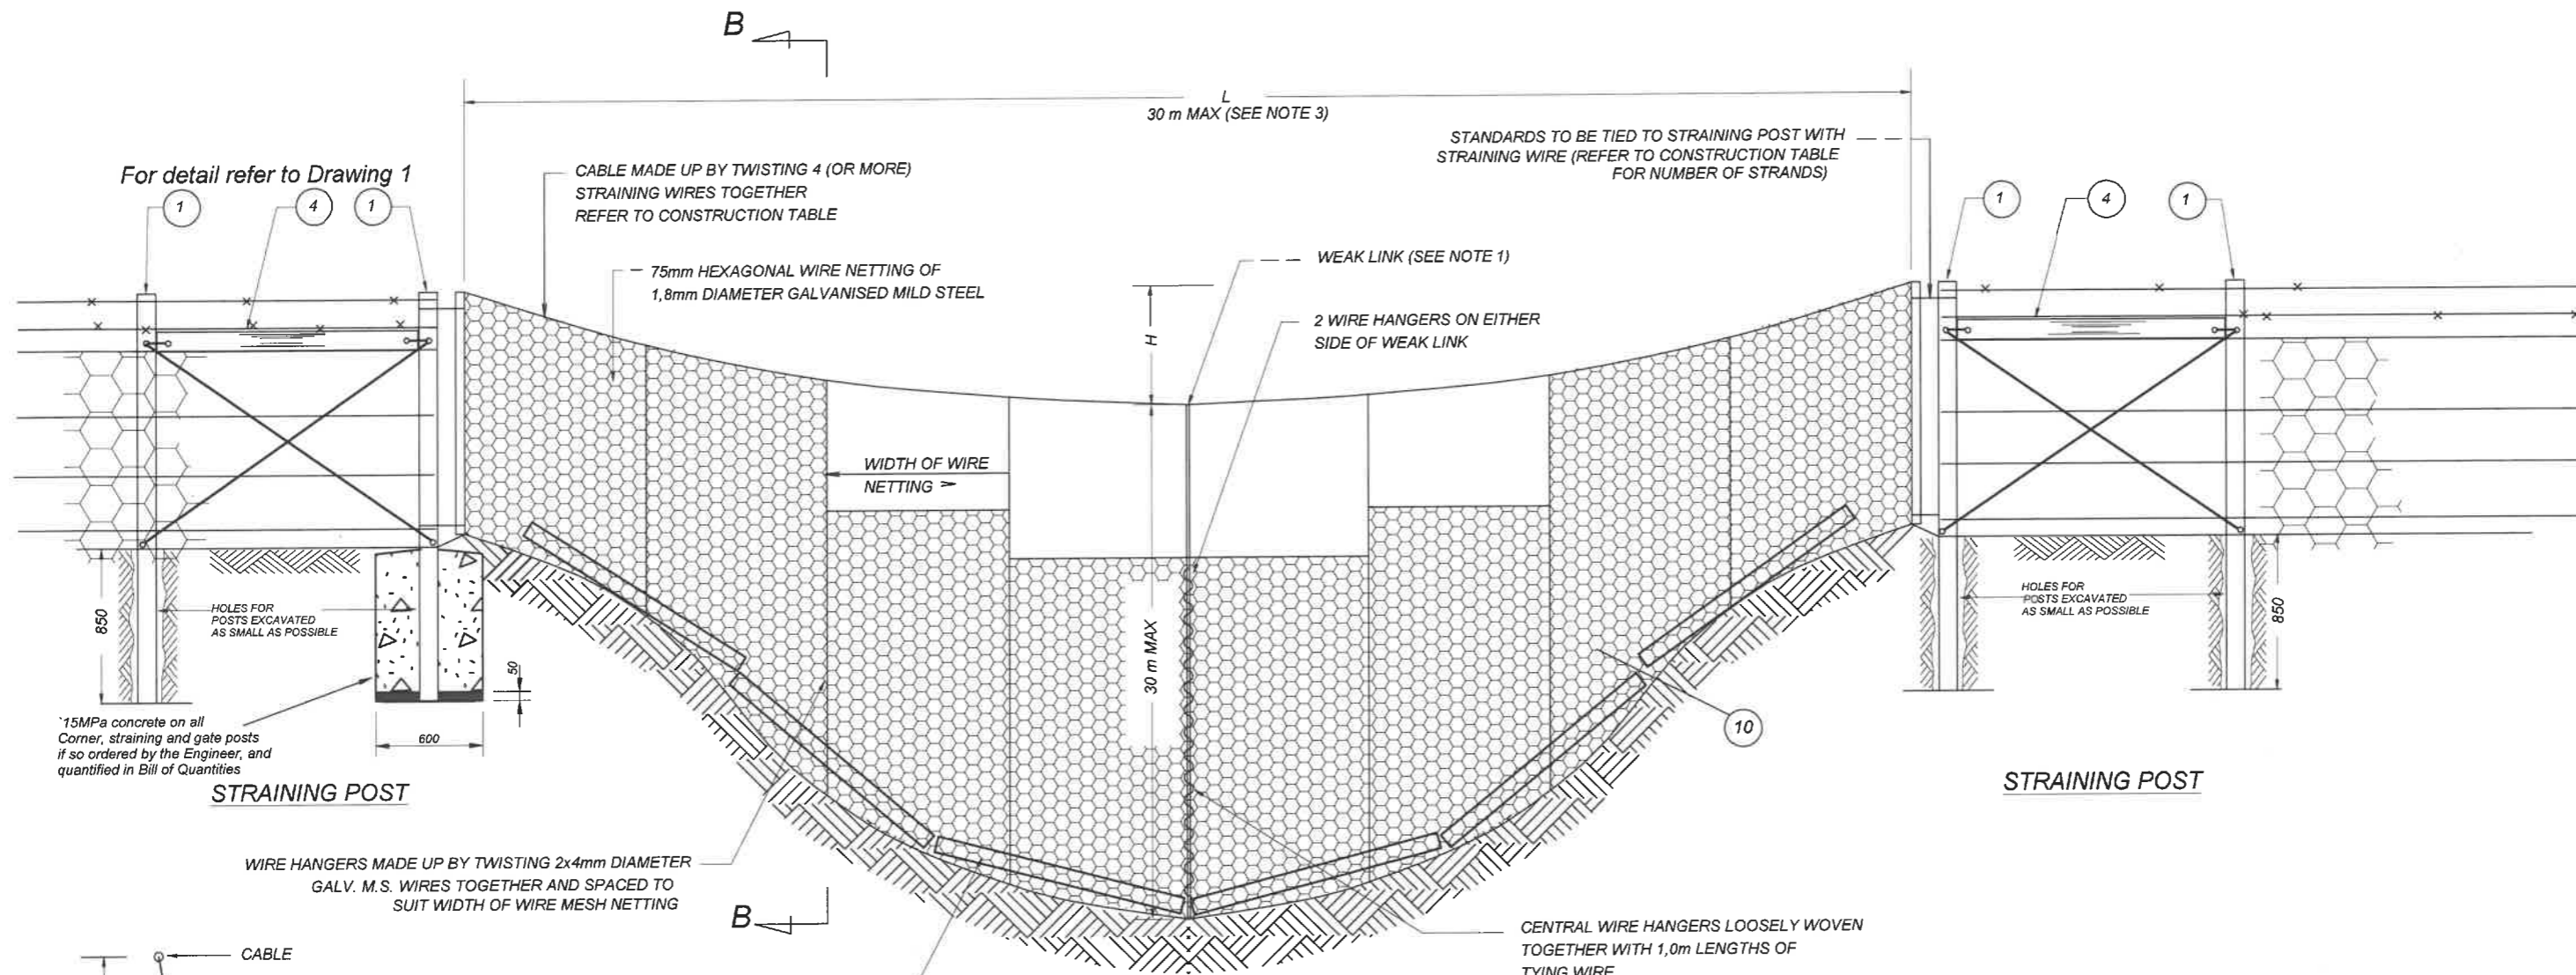 B
L
30 m MAX (SEE NOTE 3)
STANDARDS TO BE TIED TO STRAINING POST WITH
STRAINING WIRE (REFER TO CONSTRUCTION TABLE
FOR NUMBER OF STRANDS)
For detail refer to Drawing 1
1
4
1
CABLE MADE UP BY TWISTING 4 (OR MORE)
STRAINING WIRES TOGETHER
REFER TO CONSTRUCTION TABLE
1
4
1
75mm HEXAGONAL WIRE NETTING OF
1,8mm DIAMETER GALVANISED MILD STEEL
WEAK LINK (SEE NOTE 1)
H
2 WIRE HANGERS ON EITHER
SIDE OF WEAK LINK
WIDTH OF WIRE
NETTING
850
HOLES FOR
POSTS EXCAVATED
AS SMALL AS POSSIBLE
50
600
30 m MAX
HOLES FOR
POSTS EXCAVATED
AS SMALL AS POSSIBLE
850
10
`15MPa concrete on all
Corner, straining and gate posts
if so ordered by the Engineer, and
quantified in Bill of Quantities
STRAINING POST
STRAINING POST
WIRE HANGERS MADE UP BY TWISTING 2x4mm DIAMETER
GALV. M.S. WIRES TOGETHER AND SPACED TO
SUIT WIDTH OF WIRE MESH NETTING
B
CENTRAL WIRE HANGERS LOOSELY WOVEN
TOGETHER WITH 1,0m LENGTHS OF
TYING WIRE
CABLE